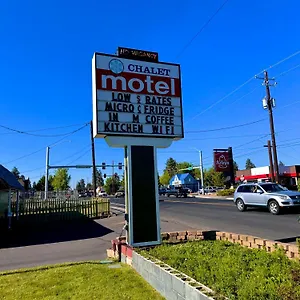 NO VACANCY
CHALET
motel
LOW RATES
MICRO & FRIDGE
IN RM COFFEE
KITCHEN WIFI